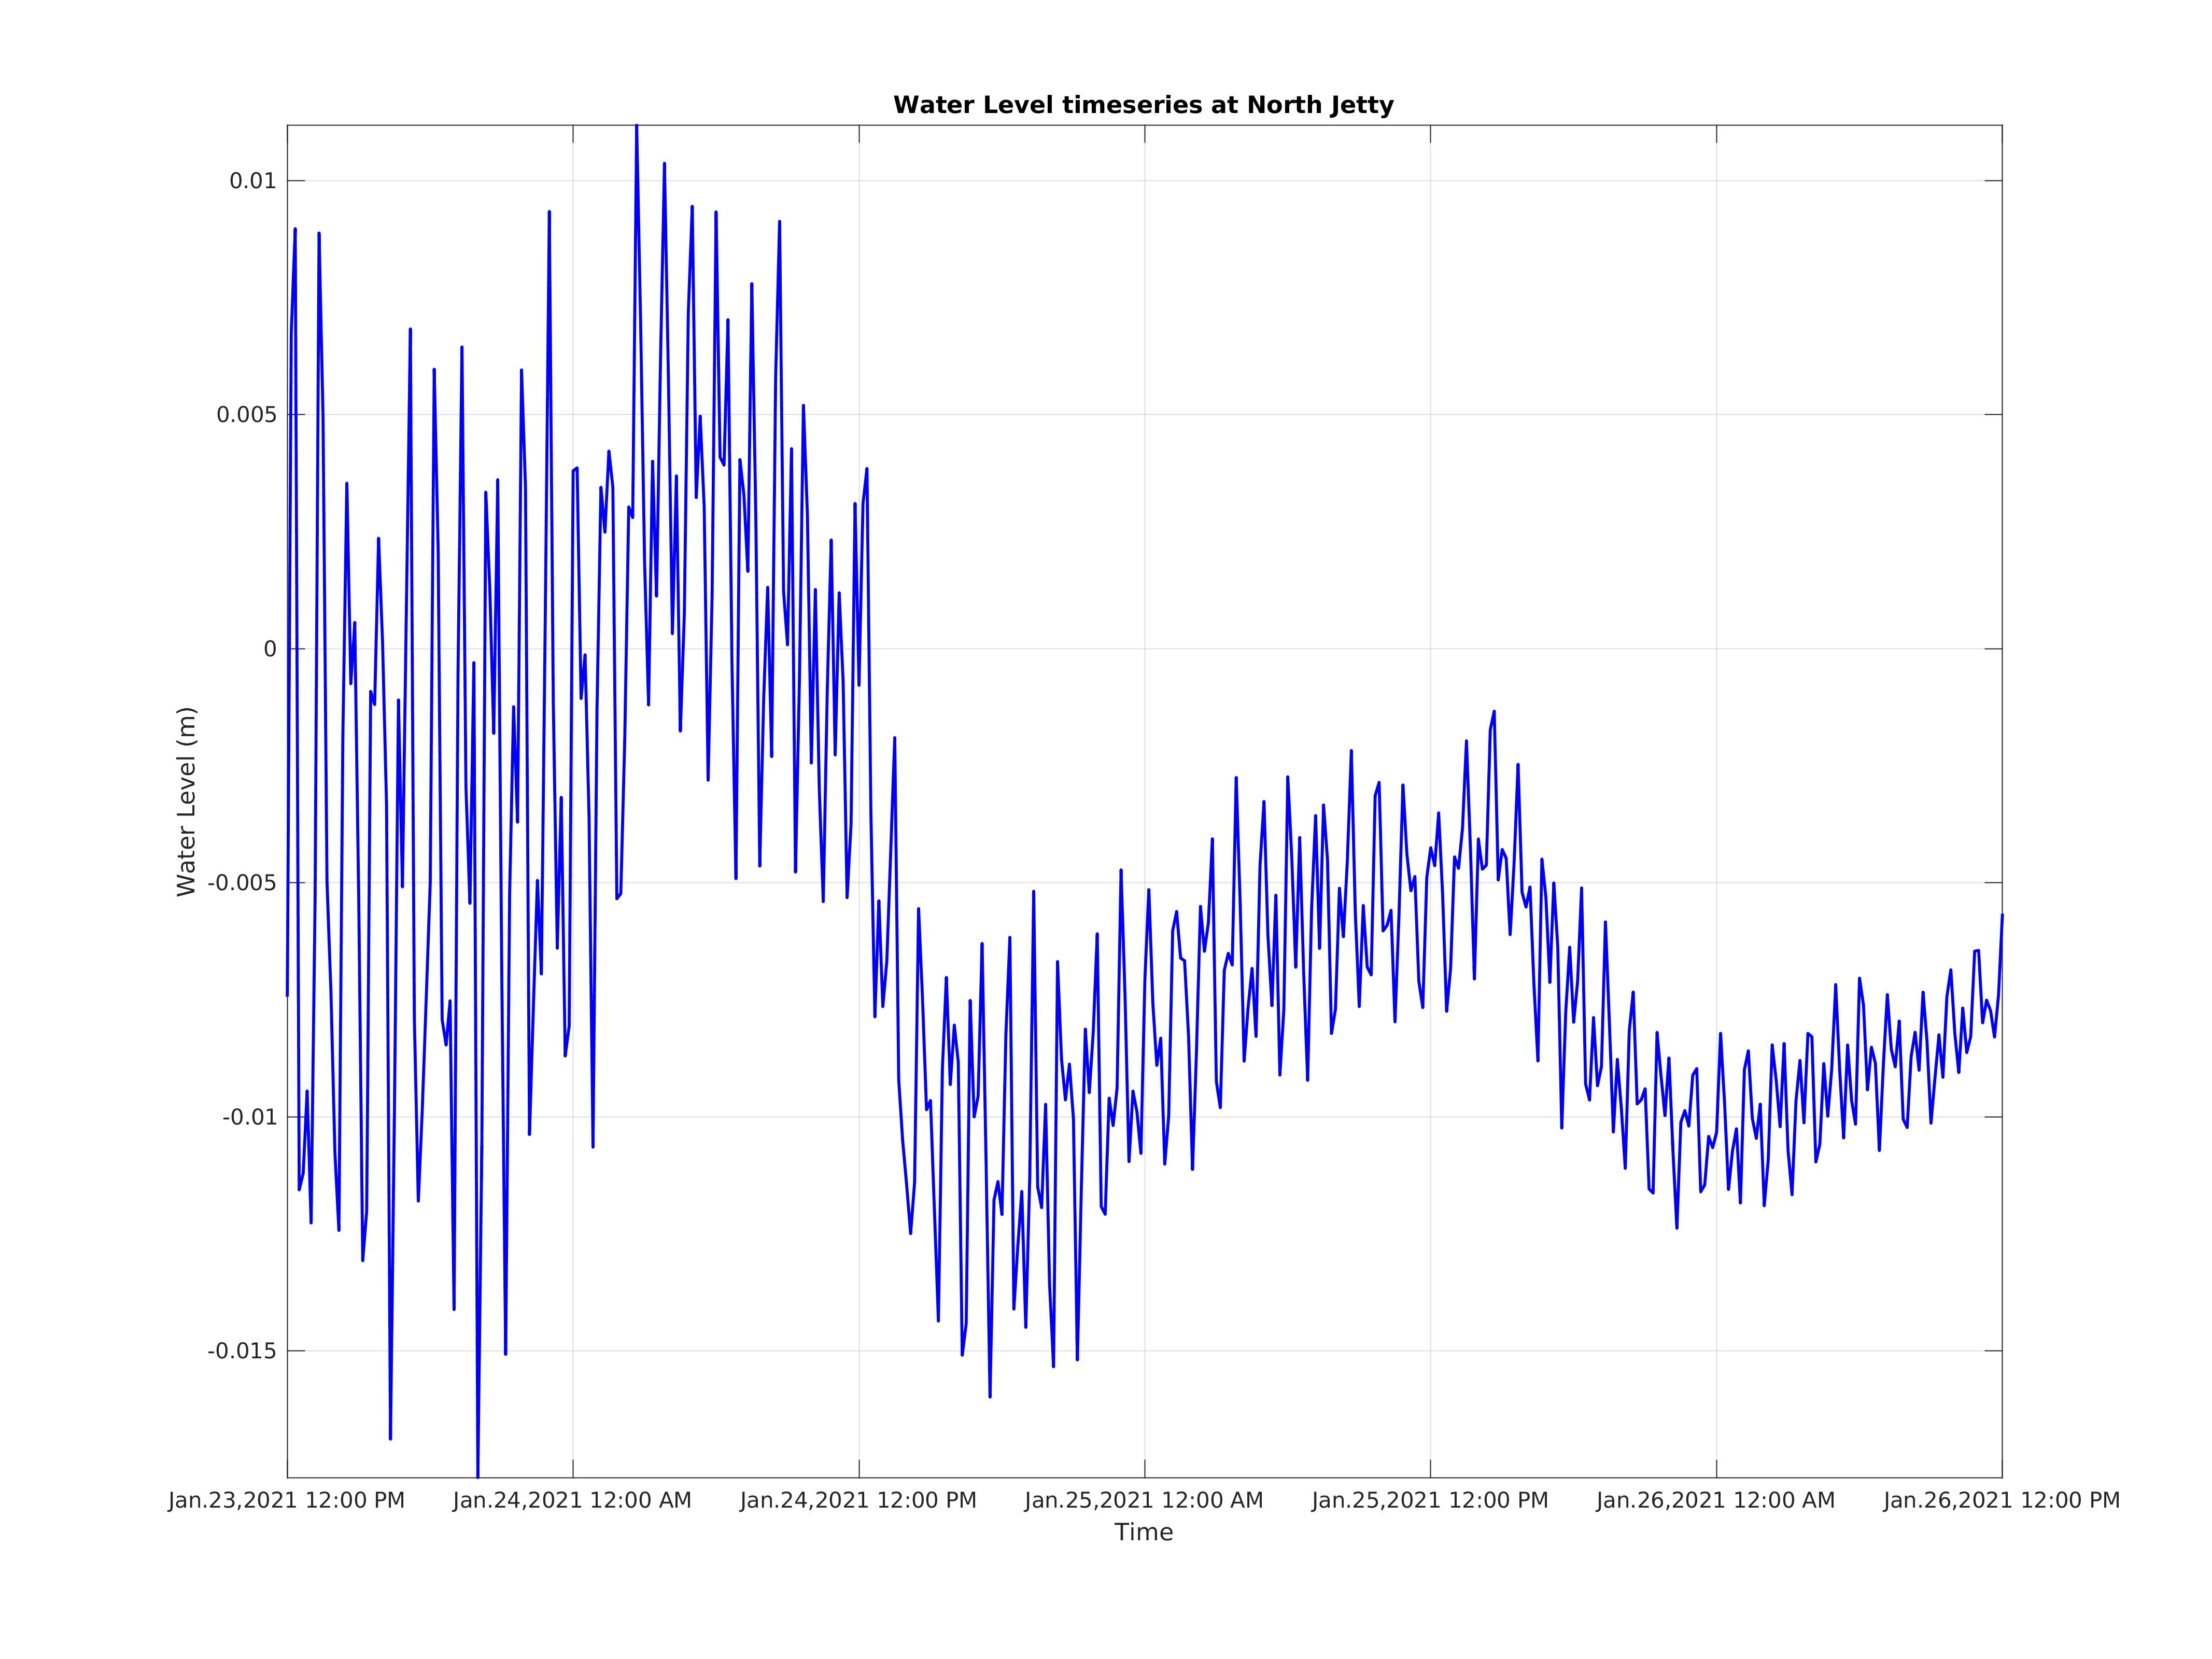 Water Level timeseries at North Jetty
0.01
0.005
0
-0.005
-0.01
-0.015
Water Level (m)
Jan.23,2021 12:00 PM
Jan.24,2021 12:00 AM
Jan.24,2021 12:00 PM
Jan.25,2021 12:00 AM
Jan.25,2021 12:00 PM
Jan.26,2021 12:00 AM
Jan.26,2021 12:00 PM
Time